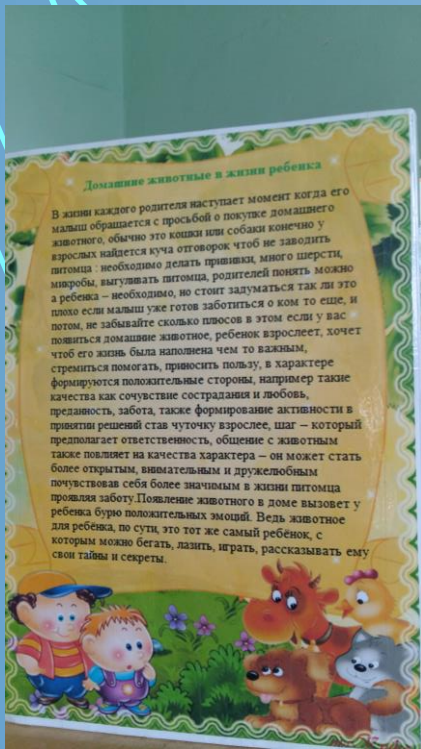 Домашние животные в жизни ребенка
В жизни каждого родителя наступает момент когда его
малыш обращается с просьбой о покупке домашнего
животного, обычно это кошки или собаки конечно у
взрослых найдется куча отговорок чтоб не заводить
питомца : необходимо делать прививки, много шерсти,
микробы, выгуливать питомца, родителей понять можно
а ребенка – необходимо, но стоит задуматься так ли это
плохо если малыш уже готов заботиться о ком то еще, и
потом, не забывайте сколько плюсов в этом если у вас
появиться домашние животное, ребенок взрослеет, хочет
чтоб его жизнь была наполнена чем то важным,
стремиться помогать, приносить пользу, в характере
формируются положительные стороны, например такие
качества как сочувствие сострадания и любовь,
преданность, забота, также формирование активности в
принятии решений став чуточку взрослее, шаг – который
предполагает ответственность, общение с животным
также повлияет на качества характера – он может стать
более открытым, внимательным и дружелюбным
почувствовав себя более значимым в жизни питомца
проявляя заботу.Появление животного в доме вызовет у
ребенка бурю положительных эмоций. Ведь животное
для ребёнка, по сути, это тот же самый ребёнок, с
которым можно бегать, лазить, играть, рассказывать ему
свои тайны и секреты.